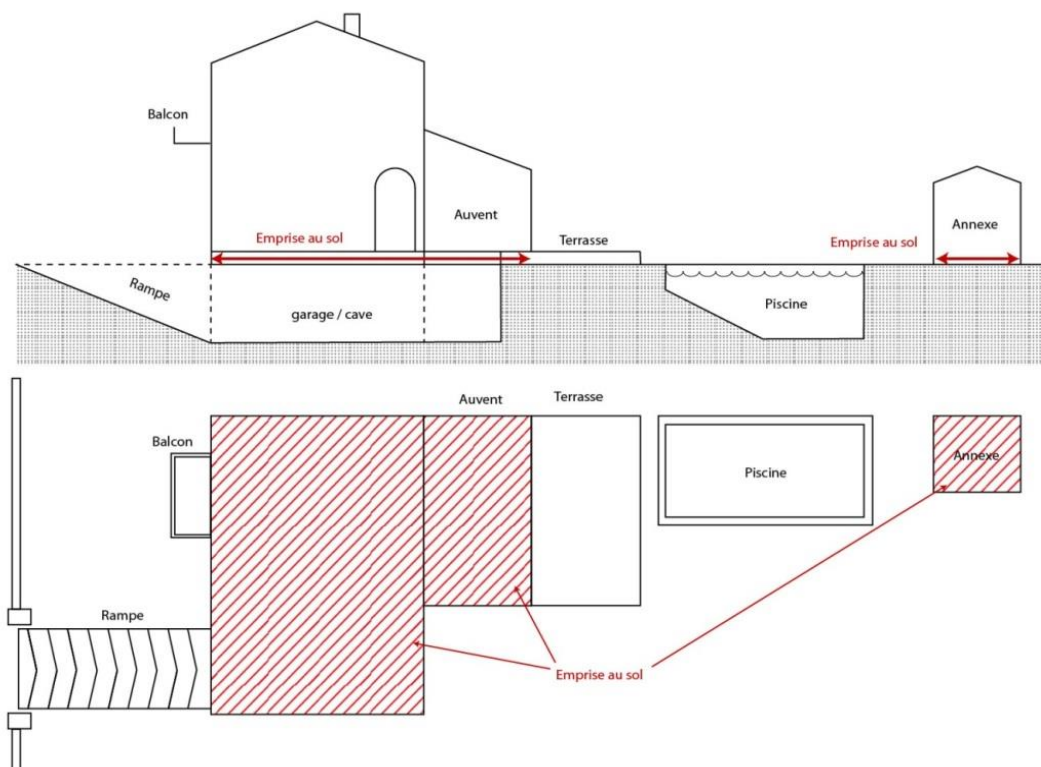 Balcon
Auvent
Annexe
Emprise au sol
Terrasse
Emprise au sol
Rampe
garage / cave
Piscine
Auvent
Terrasse
Balcon
Piscine
Annexe
Rampe
Emprise au sol